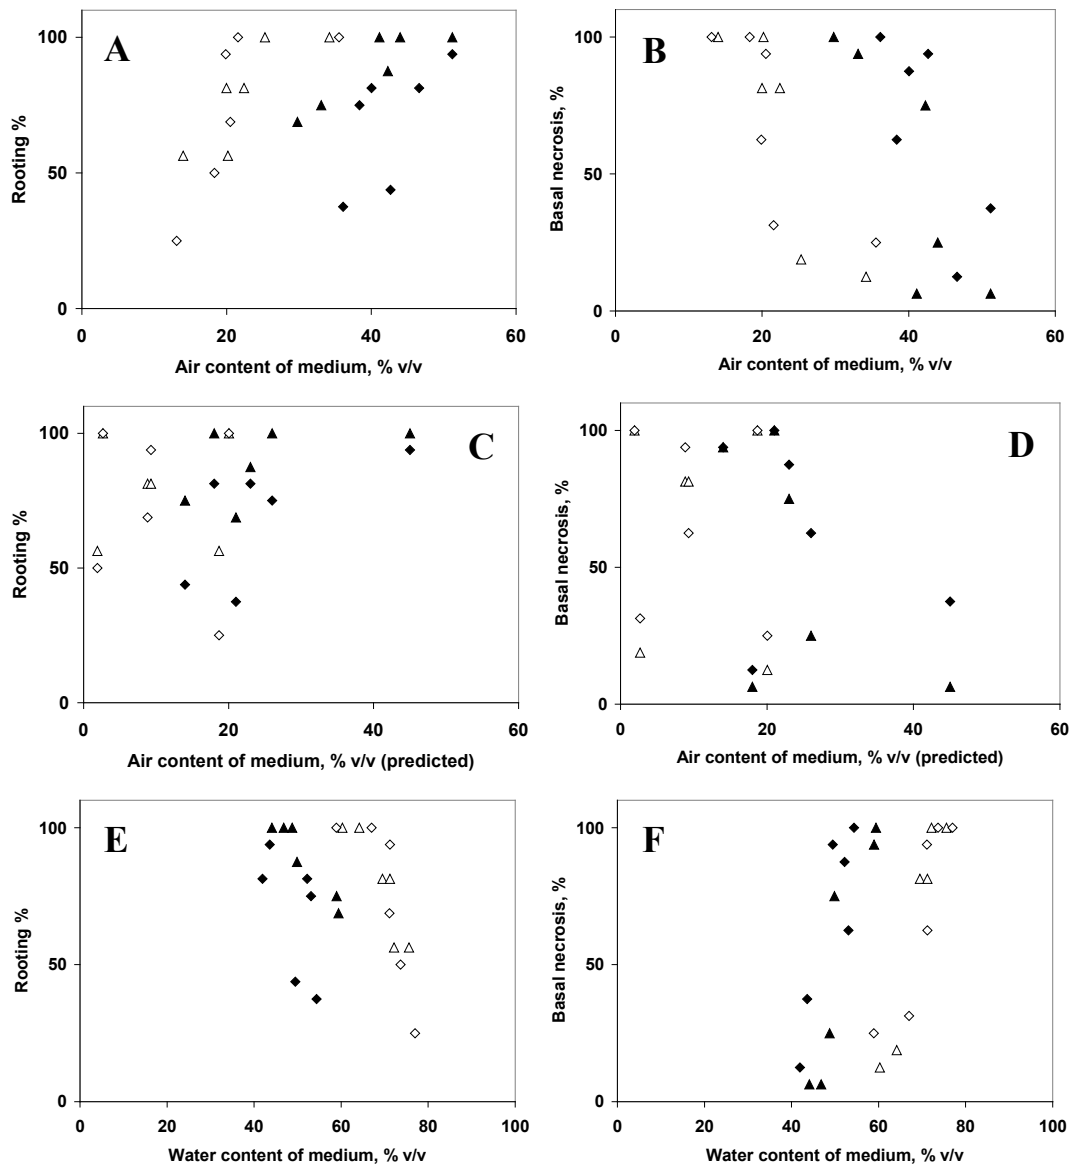 100
50
0
Rooting %
A
0 20 40 60
Air content of medium, % v/v
100
50
0
Basal necrosis, %
B
0 20 40 60
Air content of medium, % v/v
100
50
0
Rooting %
C
0 20 40 60
Air content of medium, % v/v (predicted)
100
50
0
Basal necrosis, %
D
0 20 40 60
Air content of medium, % v/v (predicted)
100
50
0
Rooting %
E
0 20 40 60 80 100
Water content of medium, % v/v
100
50
0
Basal necrosis, %
F
0 20 40 60 80 100
Water content of medium, % v/v